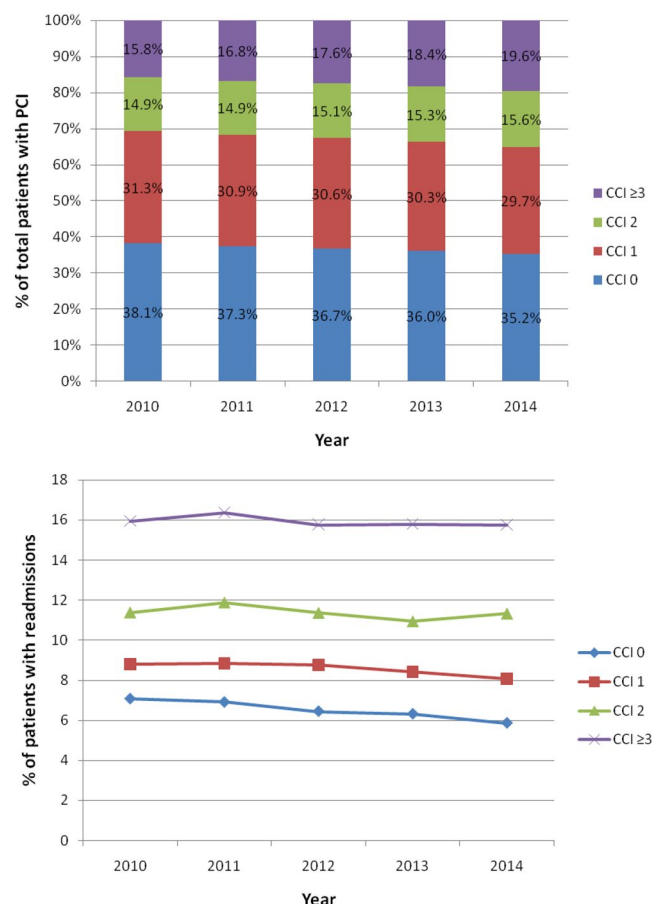 100%
90%
80%
70%
60%
50%
40%
30%
20%
10%
0%
% of total patients with PCI
15.8% 16.8% 17.6% 18.4% 19.6%
14.9% 14.9% 15.1% 15.3% 15.6%
31.3% 30.9% 30.6% 30.3% 29.7%
38.1% 37.3% 36.7% 36.0% 35.2%
2010 2011 2012 2013 2014
Year
CCI ≥3
CCI 2
CCI 1
CCI 0
18
16
14
12
10
8
6
4
2
0
% of patients with readmissions
2010 2011 2012 2013 2014
Year
CCI 0
CCI 1
CCI 2
CCI ≥3